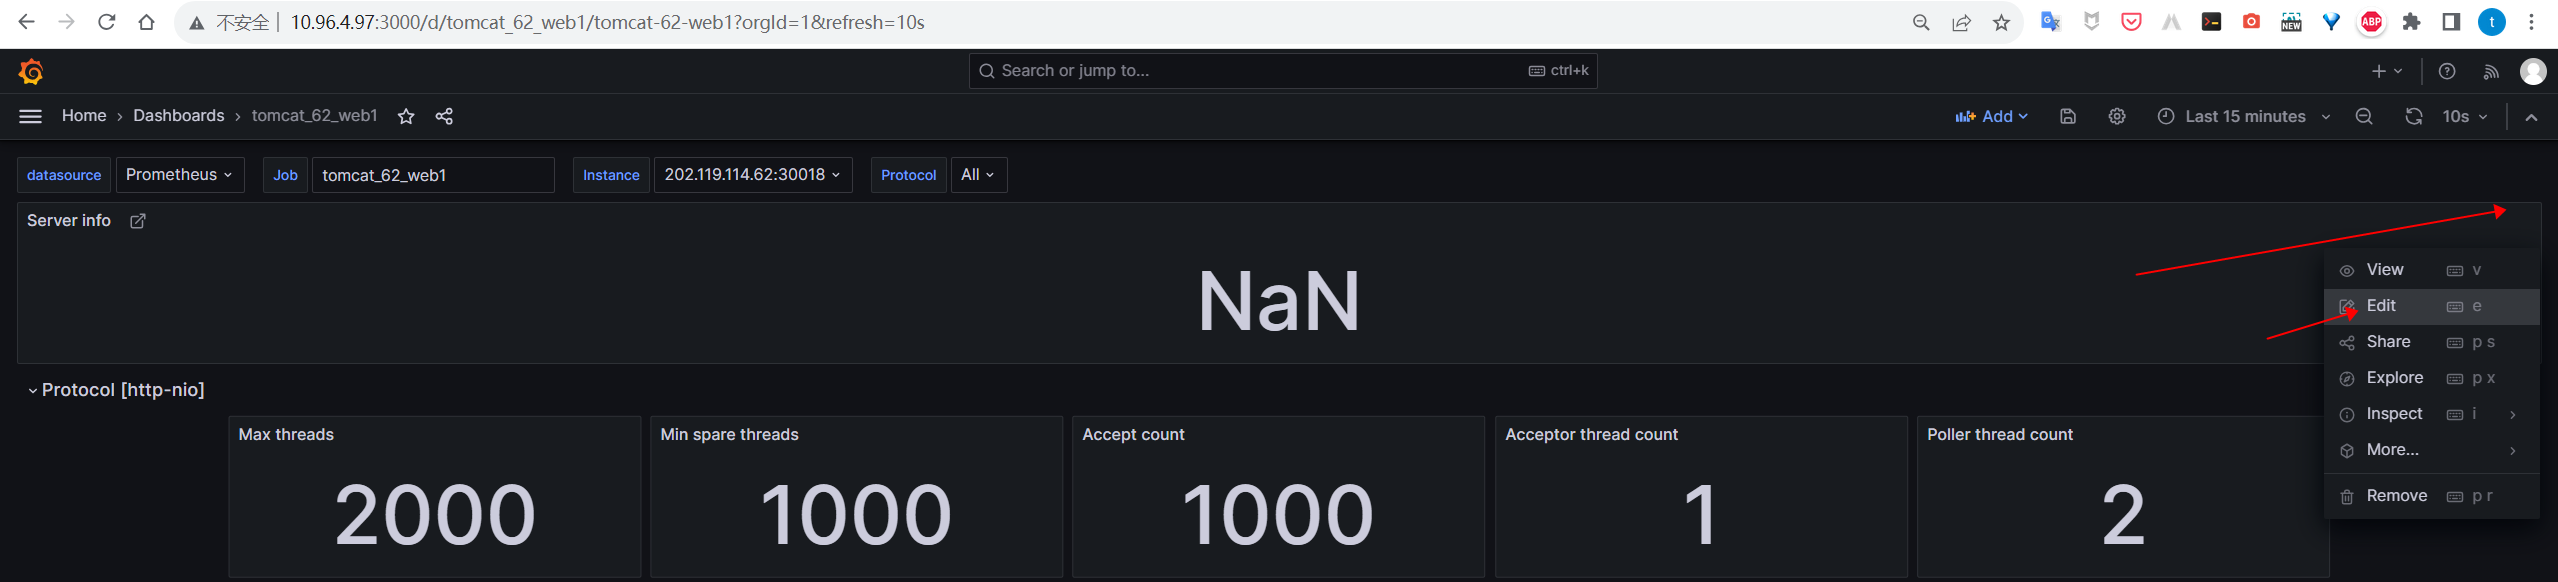 不安全 | 10.96.4.97:3000/d/tomcat_62_web1/tomcat-62-web1?orgId=1&refresh=10s
NEW
ABP
t
Search or jump to...
ctrl+k
Home › Dashboards › tomcat_62_web1
Add
Last 15 minutes
10s
datasource Prometheus
Job tomcat_62_web1
Instance 202.119.114.62:30018
Protocol All
Server info
NaN
View v
Edit e
Share p s
Explore p x
Inspect i
More...
Remove p r
Protocol [http-nio]
Max threads
2000
Min spare threads
1000
Accept count
1000
Acceptor thread count
1
Poller thread count
2